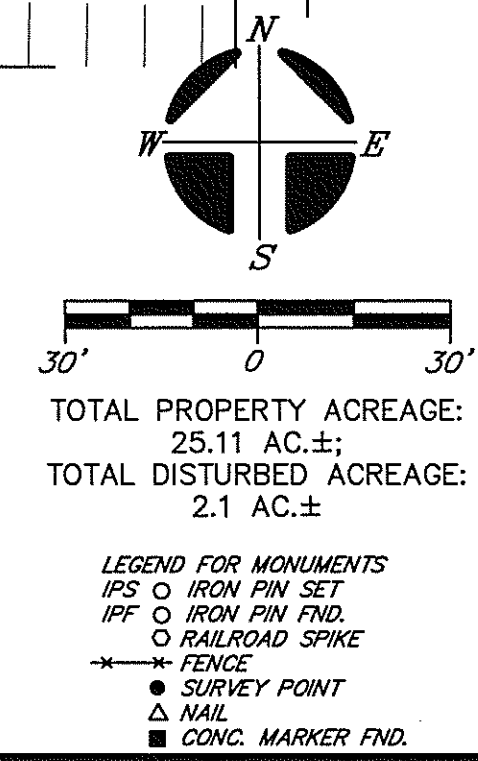 N
W E
S
30' 0 30'
TOTAL PROPERTY ACREAGE:
25.11 AC.±;
TOTAL DISTURBED ACREAGE:
2.1 AC.±
LEGEND FOR MONUMENTS
IPS IRON PIN SET
IPF IRON PIN FND.
RAILROAD SPIKE
FENCE
SURVEY POINT
NAIL
CONC. MARKER FND.